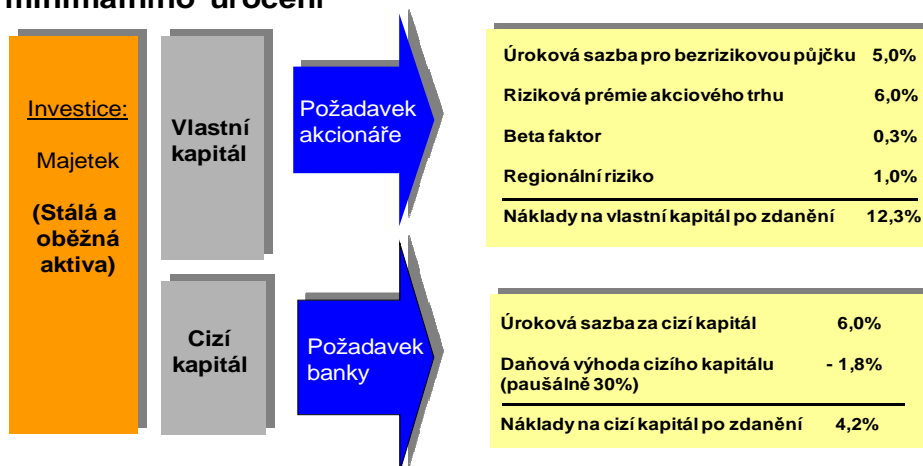 minimálního úročení
Investice:
Majetek
(Stálá a
oběžná
aktiva)
Vlastní
kapitál
Požadavek
akcionáře
Úroková sazba pro bezrizikovou půjčku 5,0%
Riziková prémie akciového trhu 6,0%
Beta faktor 0,3%
Regionální riziko 1,0%
Náklady na vlastní kapitál po zdanění 12,3%
Cizí
kapitál
Požadavek
banky
Úroková sazba za cizí kapitál 6,0%
Daňová výhoda cizího kapitálu - 1,8%
(paušálně 30%)
Náklady na cizí kapitál po zdanění 4,2%